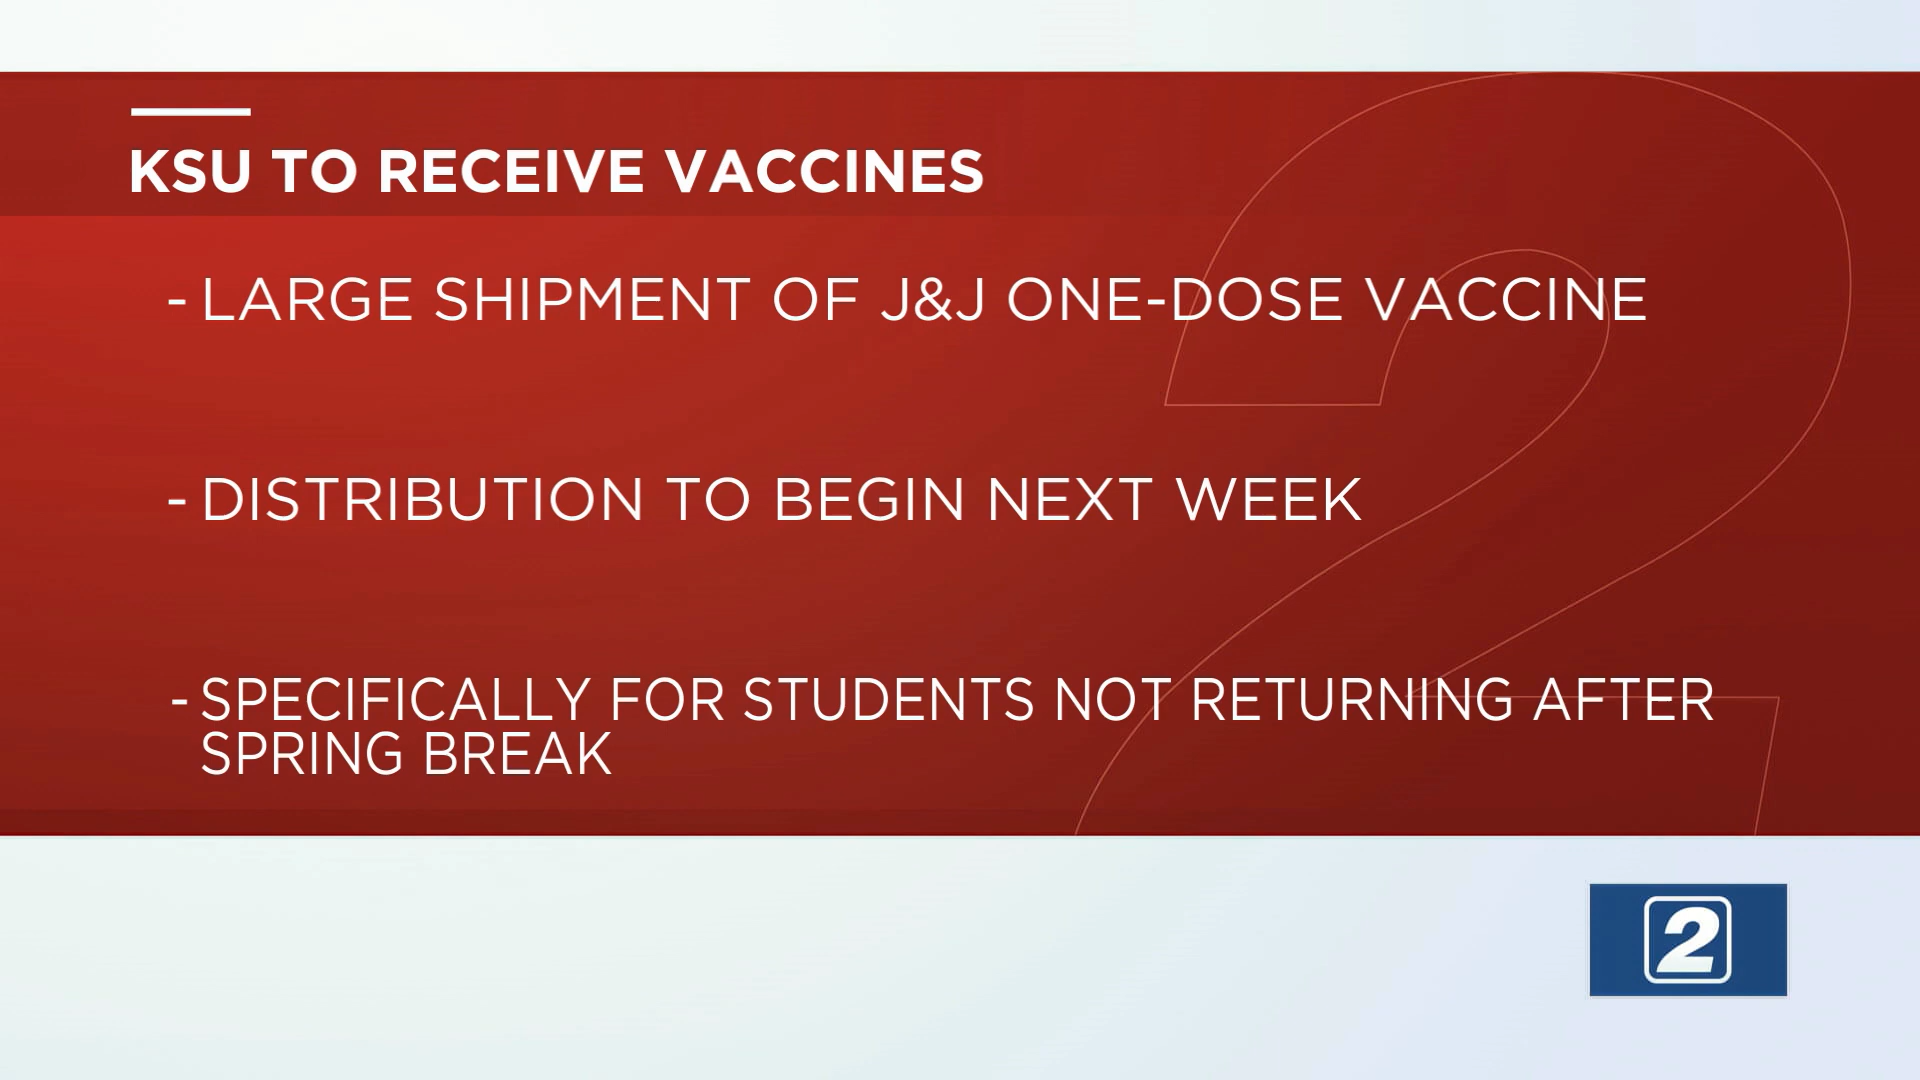 KSU TO RECEIVE VACCINES
- LARGE SHIPMENT OF J&J ONE-DOSE VACCINE
- DISTRIBUTION TO BEGIN NEXT WEEK
- SPECIFICALLY FOR STUDENTS NOT RETURNING AFTER
SPRING BREAK
2